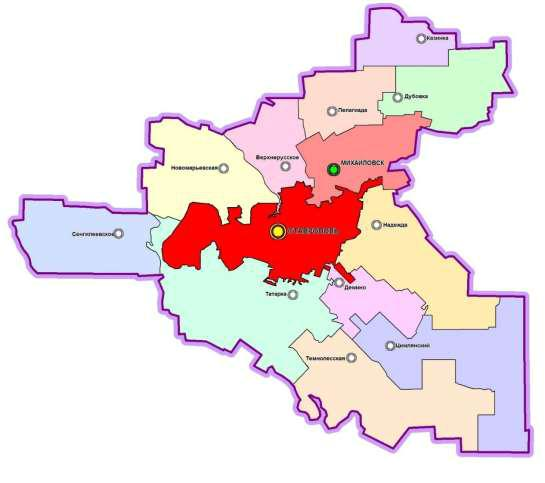 Казинка
Дубовка
Пелагиада
МИХАЙЛОВСК
Верхнерусское
Новомарьевская
Надежда
СТАВРОПОЛЬ
Сенгилеевское
Демино
Татарка
Цимлянский
Темнолесская